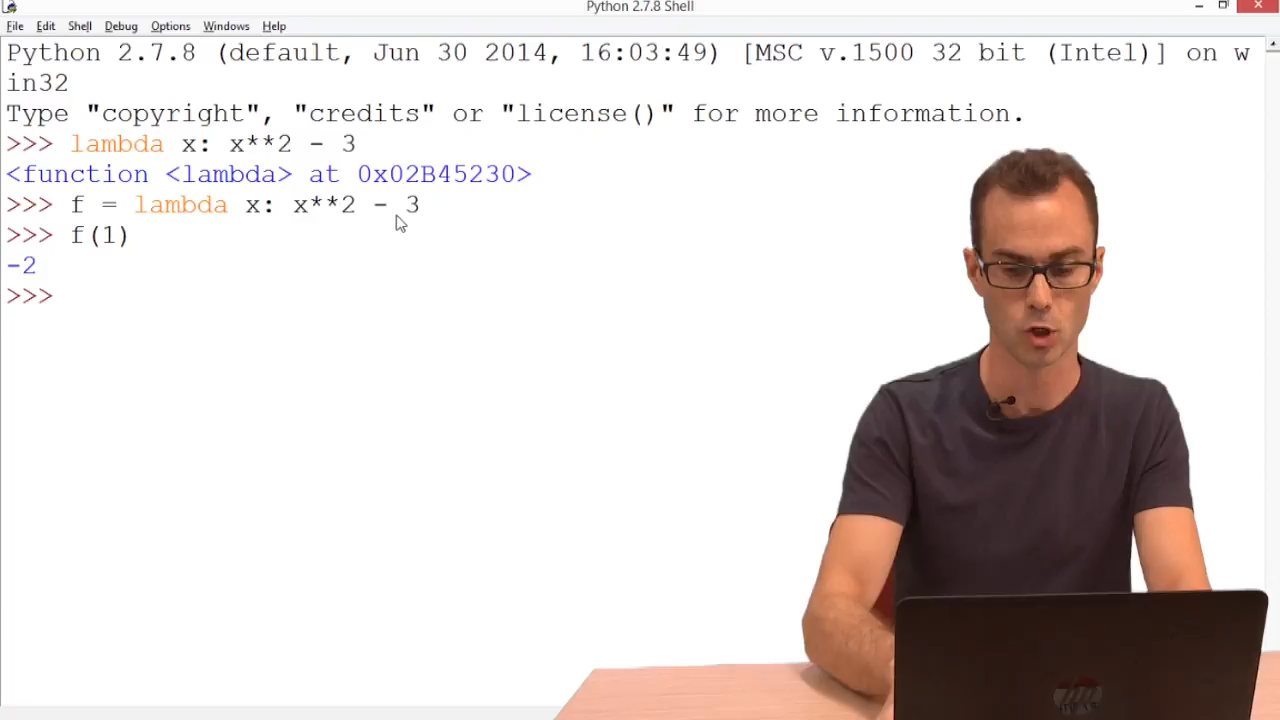 Python 2.7.8 Shell
File Edit Shell Debug Options Windows Help
Python 2.7.8 (default, Jun 30 2014, 16:03:49) [MSC v.1500 32 bit (Intel)] on w
in32
Type "copyright", "credits" or "license()" for more information.
>>> lambda x: x**2 - 3
<function <lambda> at 0x02B45230>
>>> f = lambda x: x**2 - 3
>>> f(1)
-2
>>>